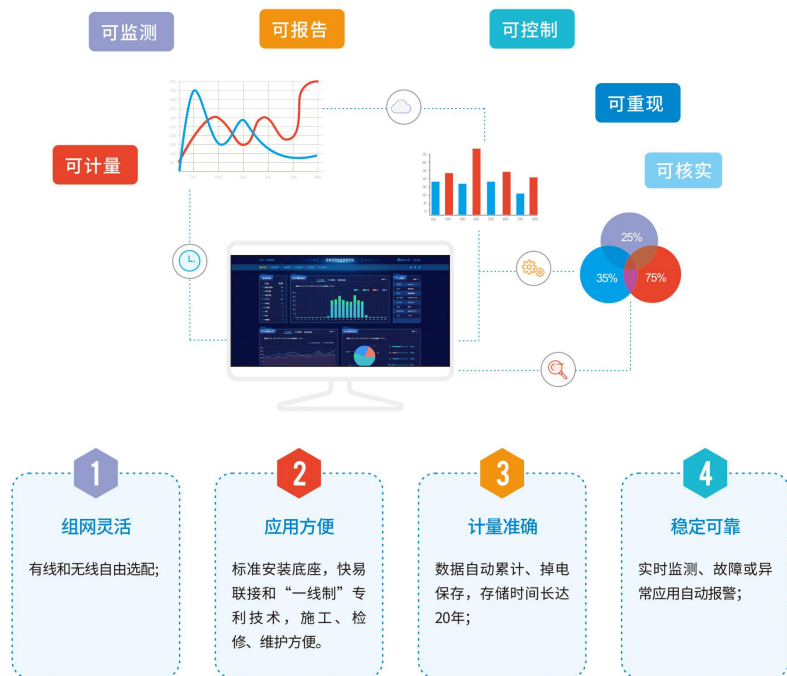 可监测
可报告
可控制
可重现
可计量
可核实
25%
35%
75%
1
组网灵活
有线和无线自由选配;
2
应用方便
标准安装底座，快易
联接和“一线制”专
利技术，施工、检
修、维护方便。
3
计量准确
数据自动累计、掉电
保存，存储时间长达
20年;
4
稳定可靠
实时监测、故障或异
常应用自动报警;